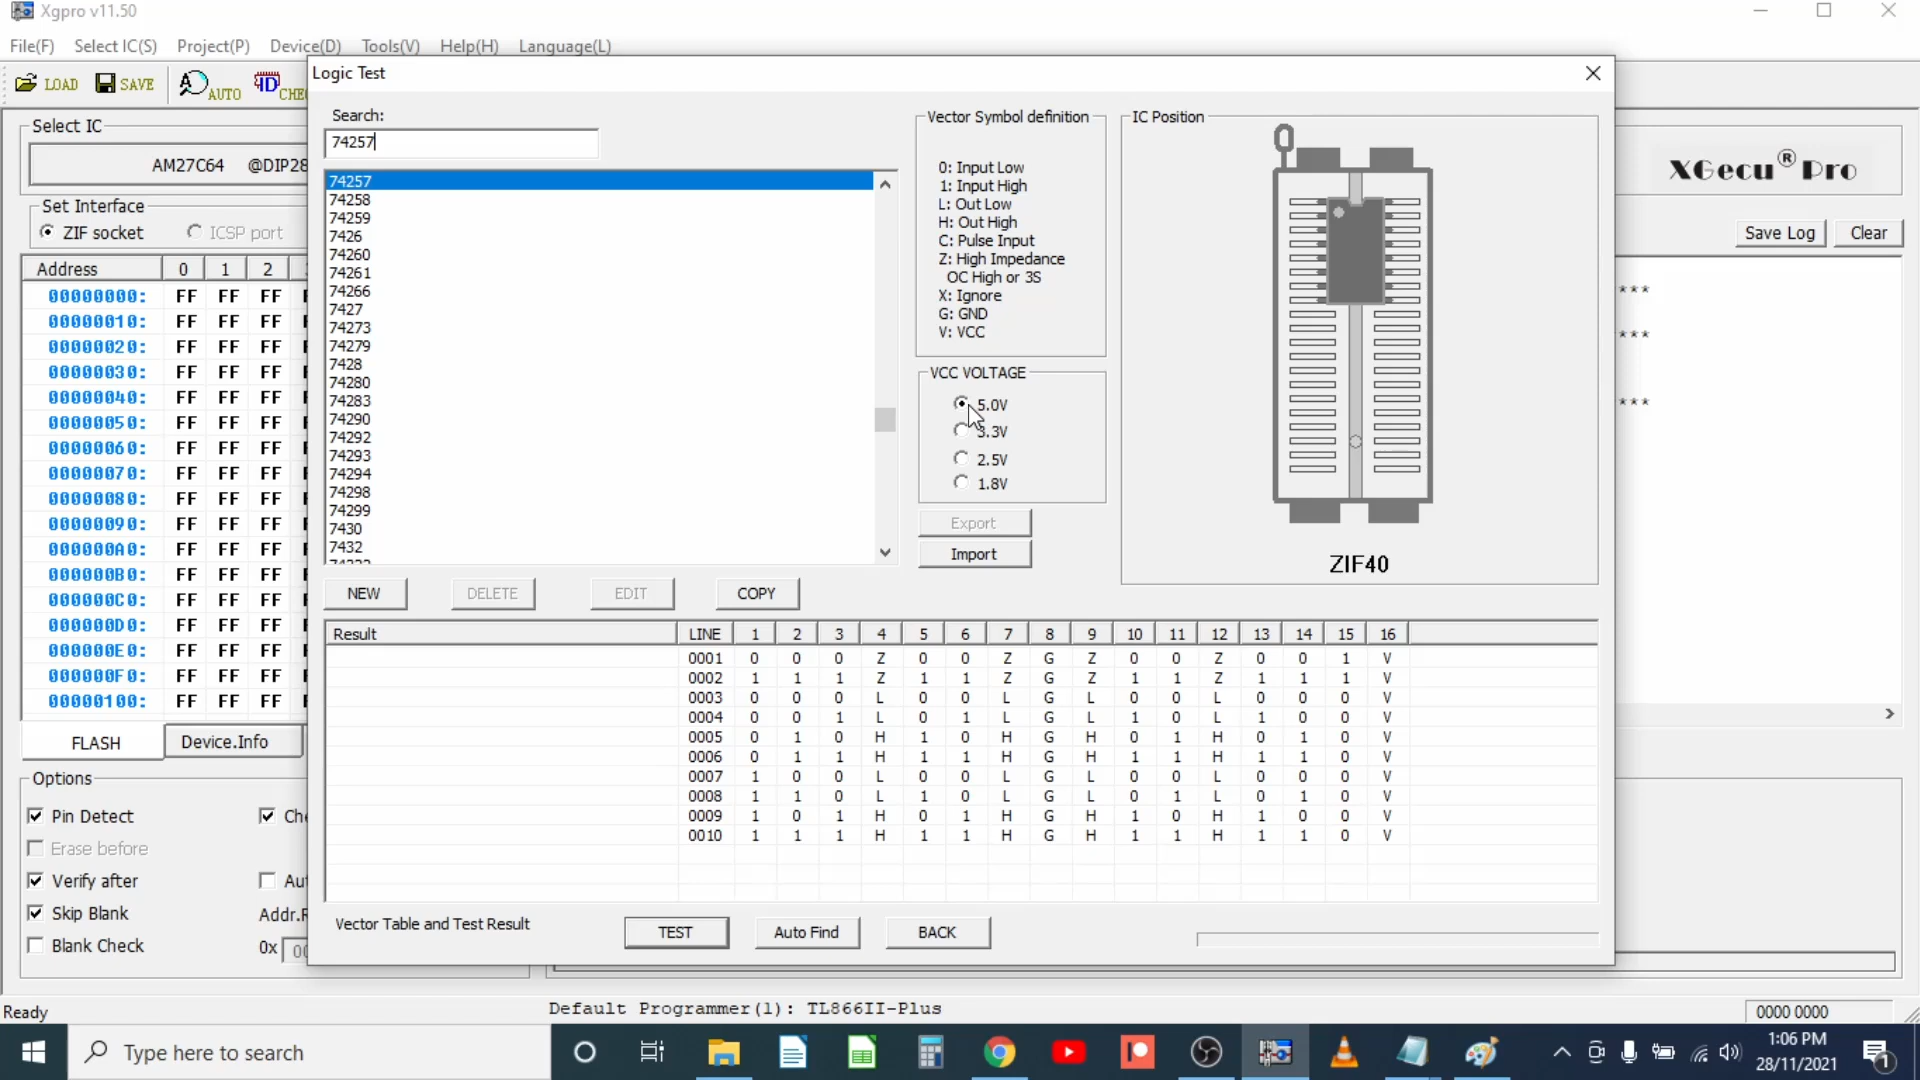 Xgpro v11.50
File(F) Select IC(S) Project(P) Device(D) Tools(V) Help(H) Language(L)
LOAD SAVE AUTO
Select IC
AM27C64 @DIP28
Set Interface
ZIF socket ICSP port
Address 0 1 2
00000000: FF FF FF
00000010: FF FF FF
00000020: FF FF FF
00000030: FF FF FF
00000040: FF FF FF
00000050: FF FF FF
00000060: FF FF FF
00000070: FF FF FF
00000080: FF FF FF
00000090: FF FF FF
000000A0: FF FF FF
000000B0: FF FF FF
000000C0: FF FF FF
000000D0: FF FF FF
000000E0: FF FF FF
000000F0: FF FF FF
00000100: FF FF FF
FLASH Device.Info
Options
Pin Detect
Erase before
Verify after
Skip Blank
Blank Check
0x
Logic Test
Search:
74257
74257
74258
74259
7426
74260
74261
74266
7427
74273
74279
7428
74280
74283
74290
74292
74293
74294
74298
74299
7430
7432
NEW DELETE EDIT COPY
Vector Symbol definition
0: Input Low
1: Input High
L: Out Low
H: Out High
C: Pulse Input
Z: High Impedance
OC High or 3S
X: Ignore
G: GND
V: VCC
VCC VOLTAGE
5.0V
3.3V
2.5V
1.8V
Export
Import
IC Position
ZIF40
Result LINE 1 2 3 4 5 6 7 8 9 10 11 12 13 14 15 16
0001 0 0 0 Z 0 0 Z G Z 0 0 Z 0 0 1 V
0002 1 1 1 Z 1 1 Z G Z 1 1 Z 1 1 1 V
0003 0 0 0 L 0 0 L G L 0 0 L 0 0 0 V
0004 0 0 1 L 0 1 L G L 1 0 L 1 0 0 V
0005 0 1 0 H 1 0 H G H 0 1 H 0 1 0 V
0006 0 1 1 H 1 1 H G H 1 1 H 1 1 0 V
0007 1 0 0 L 0 0 L G L 0 0 L 0 0 0 V
0008 1 1 0 L 1 0 L G L 0 1 L 0 1 0 V
0009 1 0 1 H 0 1 H G H 1 0 H 1 0 0 V
0010 1 1 1 H 1 1 H G H 1 1 H 1 1 0 V
Vector Table and Test Result TEST Auto Find BACK
XGecu® Pro
Save Log Clear
***
***
***
Ready Default Programmer(1): TL866II-Plus 0000 0000
Type here to search
1:06 PM
28/11/2021
1